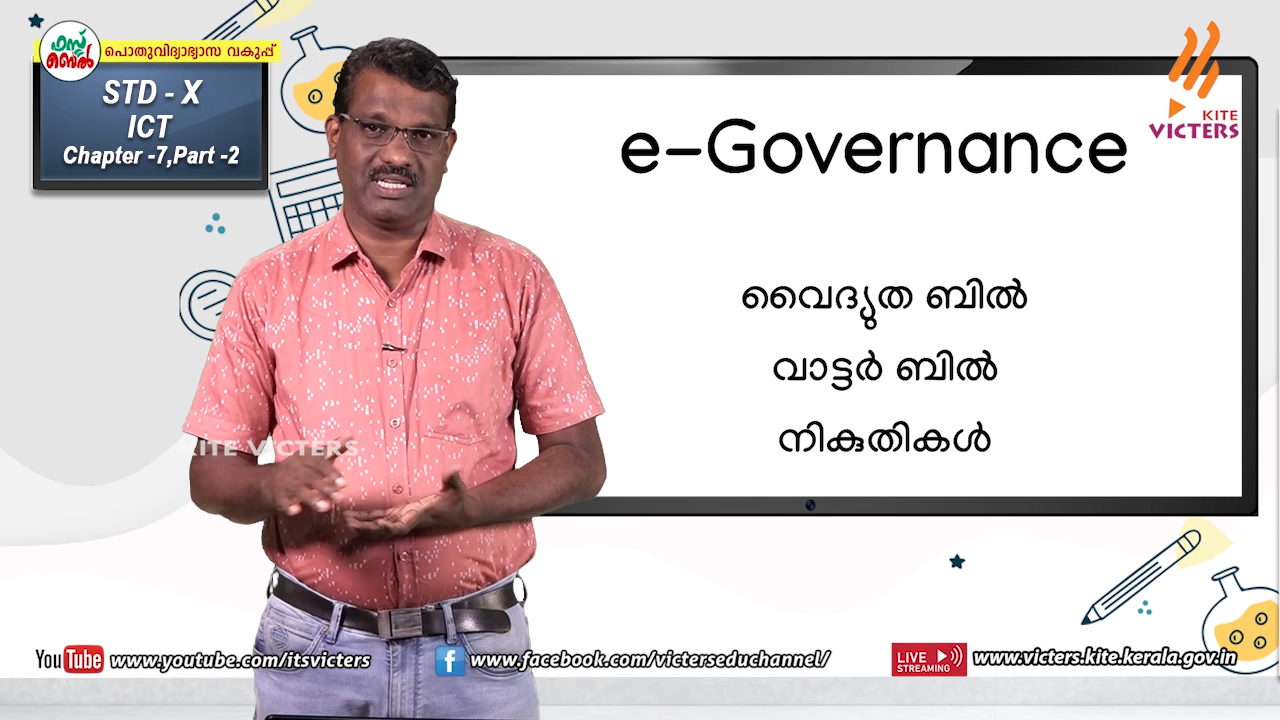 ഫസ്റ്റ്
ബെൽ
പൊതുവിദ്യാഭ്യാസ വകുപ്പ്
STD - X
ICT
Chapter -7,Part -2
KITE
VICTERS
e-Governance
വൈദ്യുത ബിൽ
വാട്ടർ ബിൽ
നികുതികൾ
KITE VICTERS
YouTube www.youtube.com/itsvicters
f www.facebook.com/victerseduchannel/
LIVE
STREAMING
www.victers.kite.kerala.gov.in